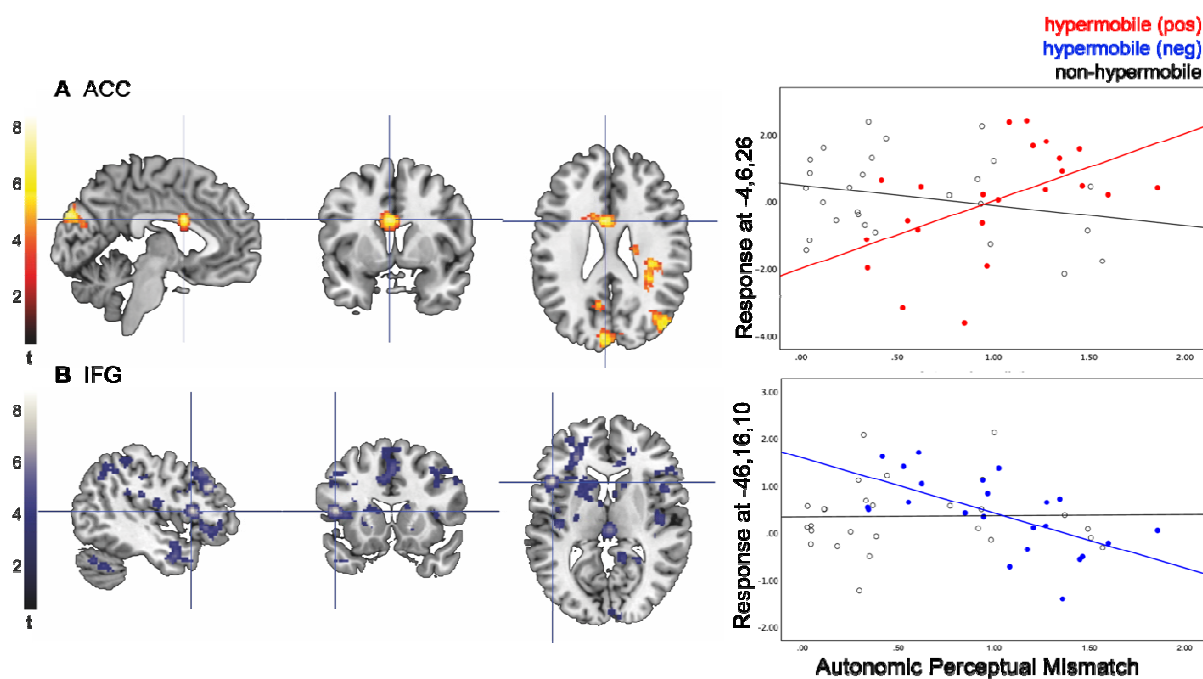 hypermobile (pos)
hypermobile (neg)
non-hypermobile
A ACC
8
6
4
2
t
Response at -4,6,26
2.00
.00
-2.00
-4.00
.00
.50
1.00
1.50
2.00
B IFG
8
6
4
2
t
Response at -46,16,10
3.00
2.00
1.00
.00
-1.00
-2.00
.00
.50
1.00
1.50
2.00
Autonomic Perceptual Mismatch